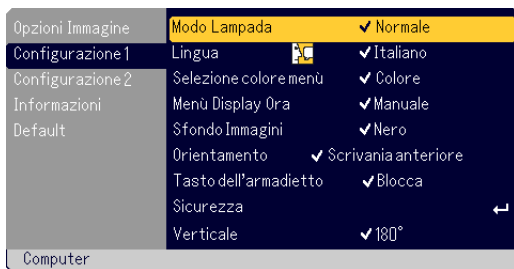 Opzioni Immagine
Configurazione 1
Configurazione 2
Informazioni
Default
Modo Lampada ✔ Normale
Lingua ✔ Italiano
Selezione colore menù ✔ Colore
Menù Display Ora ✔ Manuale
Sfondo Immagini ✔ Nero
Orientamento ✔ Scrivania anteriore
Tasto dell'armadietto ✔ Blocca
Sicurezza
Verticale ✔ 180°
Computer